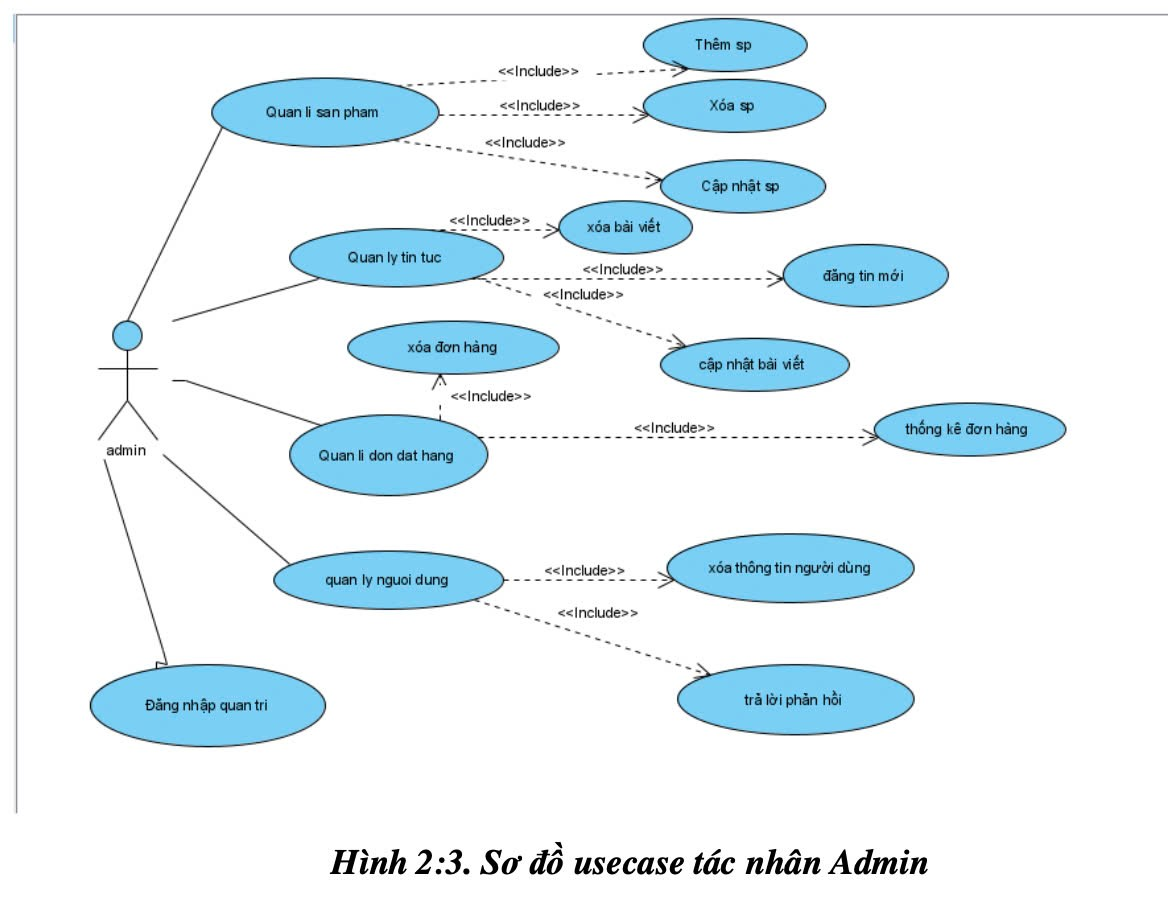 Thêm sp
<<Include>>
Quan li san pham
<<Include>>
Xóa sp
<<Include>>
Cập nhật sp
<<Include>>
xóa bài viết
Quan ly tin tuc
<<Include>>
đăng tin mới
<<Include>>
xóa đơn hàng
cập nhật bài viết
<<Include>>
<<Include>>
thống kê đơn hàng
admin
Quan li don dat hang
<<Include>>
xóa thông tin người dùng
quan ly nguoi dung
<<Include>>
trả lời phản hồi
Đăng nhập quan tri
Hình 2:3. Sơ đồ usecase tác nhân Admin